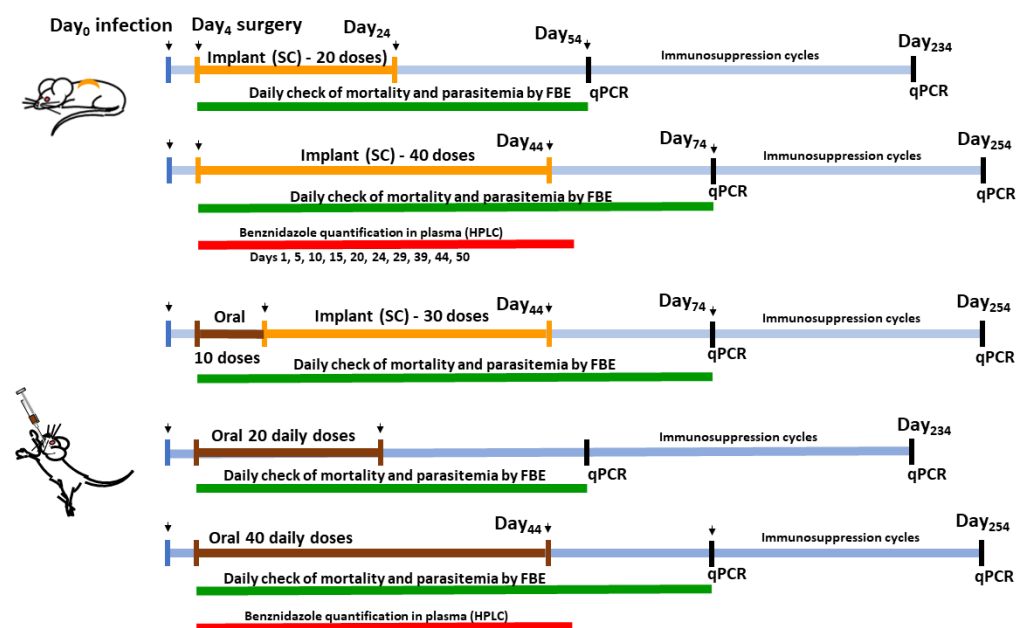 Day₀ infection Day₄ surgery Day₂₄ Day₅₄ Day₂₃₄
Implant (SC) - 20 doses) Immunosuppression cycles
Daily check of mortality and parasitemia by FBE qPCR qPCR
Day₄₄ Day₇₄ Day₂₅₄
Implant (SC) - 40 doses Immunosuppression cycles
Daily check of mortality and parasitemia by FBE qPCR qPCR
Benznidazole quantification in plasma (HPLC)
Days 1, 5, 10, 15, 20, 24, 29, 39, 44, 50
Day₄₄ Day₇₄ Day₂₅₄
Oral Implant (SC) - 30 doses Immunosuppression cycles
10 doses qPCR qPCR
Daily check of mortality and parasitemia by FBE
Day₂₃₄
Oral 20 daily doses Immunosuppression cycles
Daily check of mortality and parasitemia by FBE qPCR qPCR
Day₄₄ Day₂₅₄
Oral 40 daily doses Immunosuppression cycles
Daily check of mortality and parasitemia by FBE qPCR qPCR
Benznidazole quantification in plasma (HPLC)